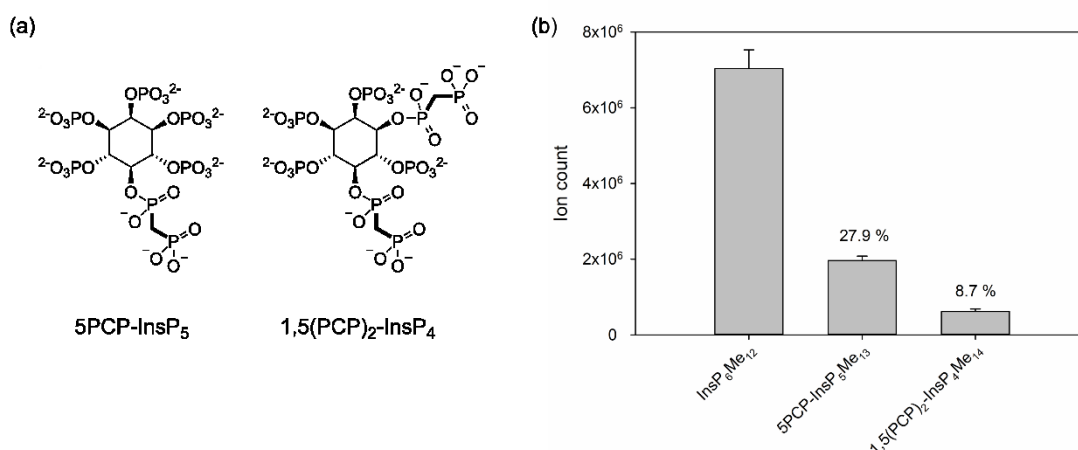 (a)
OPO₃²⁻
²⁻O₃PO OPO₃²⁻
²⁻O₃PO OPO₃²⁻
O
P O
⁻O
P O
⁻O O⁻
5PCP-InsP₅
O⁻ ⁻O O⁻
OPO₃²⁻ P P
²⁻O₃PO O O O
²⁻O₃PO OPO₃²⁻
O
P O
⁻O
P O
⁻O O⁻
1,5(PCP)₂-InsP₄
(b)
Ion count
8x10⁶
6x10⁶
4x10⁶
2x10⁶
0
27.9 %
8.7 %
InsP₆Me₁₂
5PCP-InsP₅Me₁₃
1,5(PCP)₂-InsP₄Me₁₄